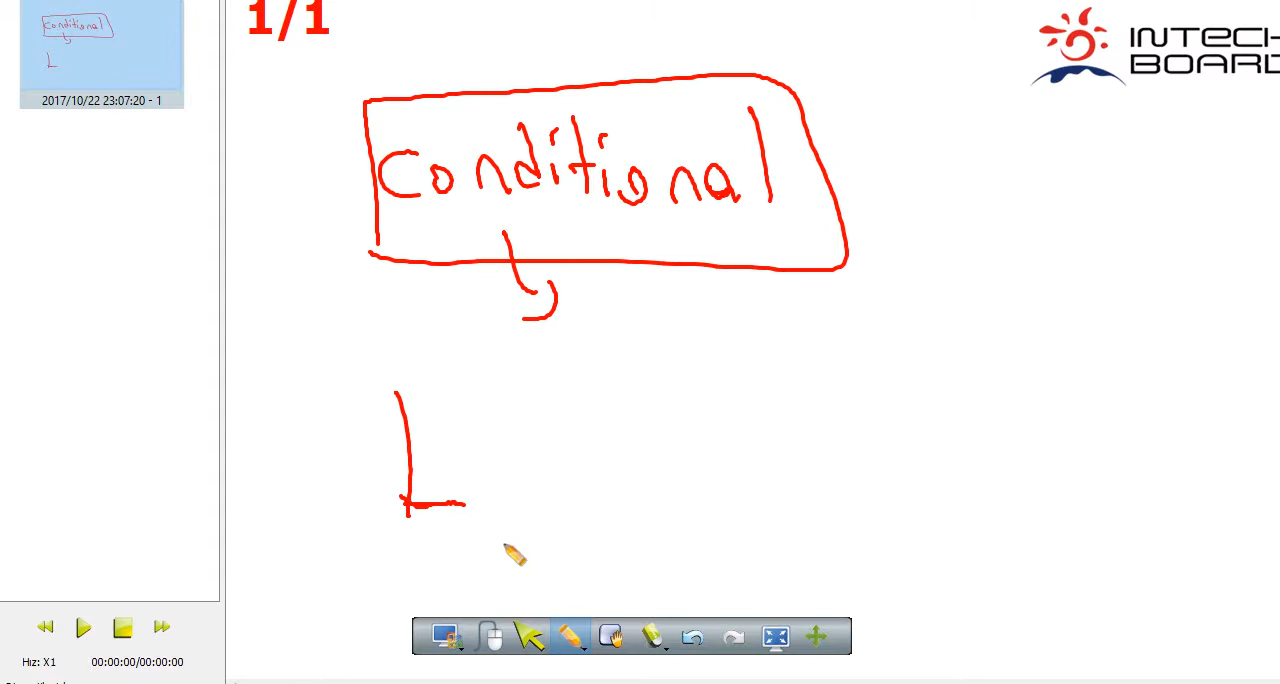 conditional
L
2017/10/22 23:07:20 - 1
1/1
INTECH
BOARD
conditional
L
Hız: X1
00:00:00/00:00:00